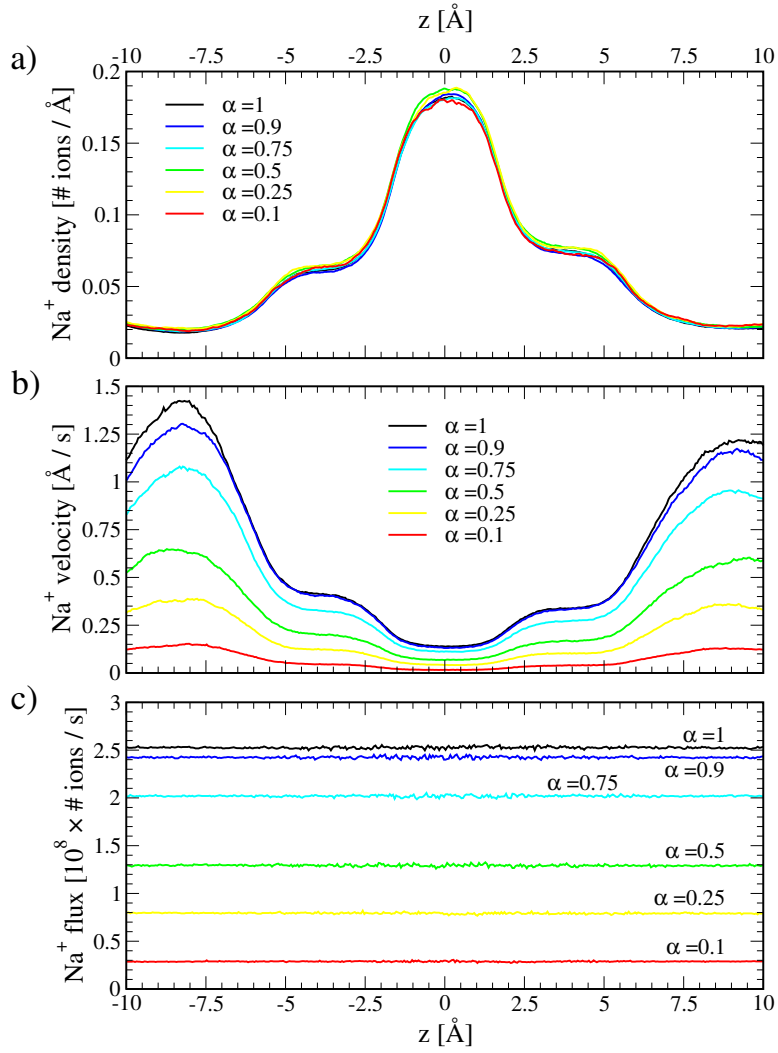 z [Å]
-10 -7.5 -5 -2.5 0 2.5 5 7.5 10
a)
Na⁺ density [# ions / Å]
0.2
0.15
0.1
0.05
0
α =1
α =0.9
α =0.75
α =0.5
α =0.25
α =0.1
b)
Na⁺ velocity [Å / s]
1.5
1.25
1
0.75
0.5
0.25
0
α =1
α =0.9
α =0.75
α =0.5
α =0.25
α =0.1
c)
Na⁺ flux [10⁸ × # ions / s]
3
2.5
2
1.5
1
0.5
0
α =1
α =0.9
α =0.75
α =0.5
α =0.25
α =0.1
-10 -7.5 -5 -2.5 0 2.5 5 7.5 10
z [Å]